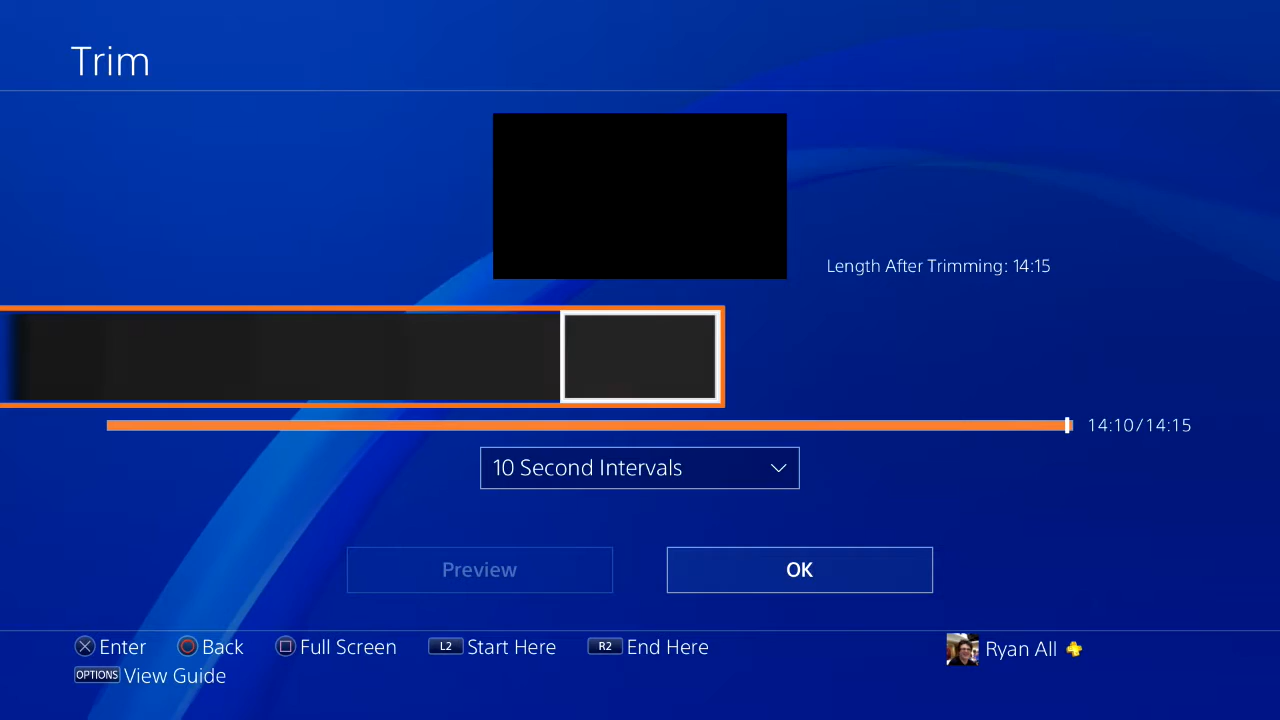 Trim
Length After Trimming: 14:15
14:10/14:15
10 Second Intervals
Preview
OK
Enter Back Full Screen L2 Start Here R2 End Here
Ryan All
OPTIONS View Guide